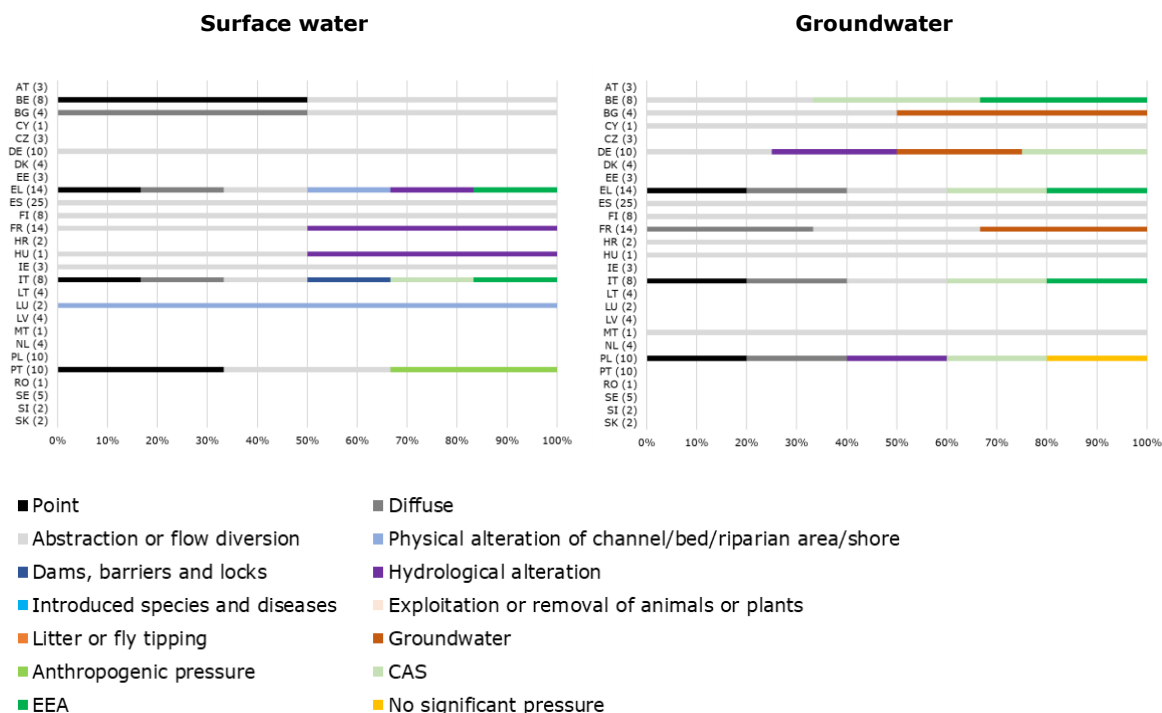 Surface water
Groundwater
AT (3)
BE (8)
BG (4)
CY (1)
CZ (3)
DE (10)
DK (4)
EE (3)
EL (14)
ES (25)
FI (8)
FR (14)
HR (2)
HU (1)
IE (3)
IT (8)
LT (4)
LU (2)
LV (4)
MT (1)
NL (4)
PL (10)
PT (10)
RO (1)
SE (5)
SI (2)
SK (2)
0% 10% 20% 30% 40% 50% 60% 70% 80% 90% 100%
AT (3)
BE (8)
BG (4)
CY (1)
CZ (3)
DE (10)
DK (4)
EE (3)
EL (14)
ES (25)
FI (8)
FR (14)
HR (2)
HU (1)
IE (3)
IT (8)
LT (4)
LU (2)
LV (4)
MT (1)
NL (4)
PL (10)
PT (10)
RO (1)
SE (5)
SI (2)
SK (2)
0% 10% 20% 30% 40% 50% 60% 70% 80% 90% 100%
Point
Diffuse
Abstraction or flow diversion
Physical alteration of channel/bed/riparian area/shore
Dams, barriers and locks
Hydrological alteration
Introduced species and diseases
Exploitation or removal of animals or plants
Litter or fly tipping
Groundwater
Anthropogenic pressure
CAS
EEA
No significant pressure